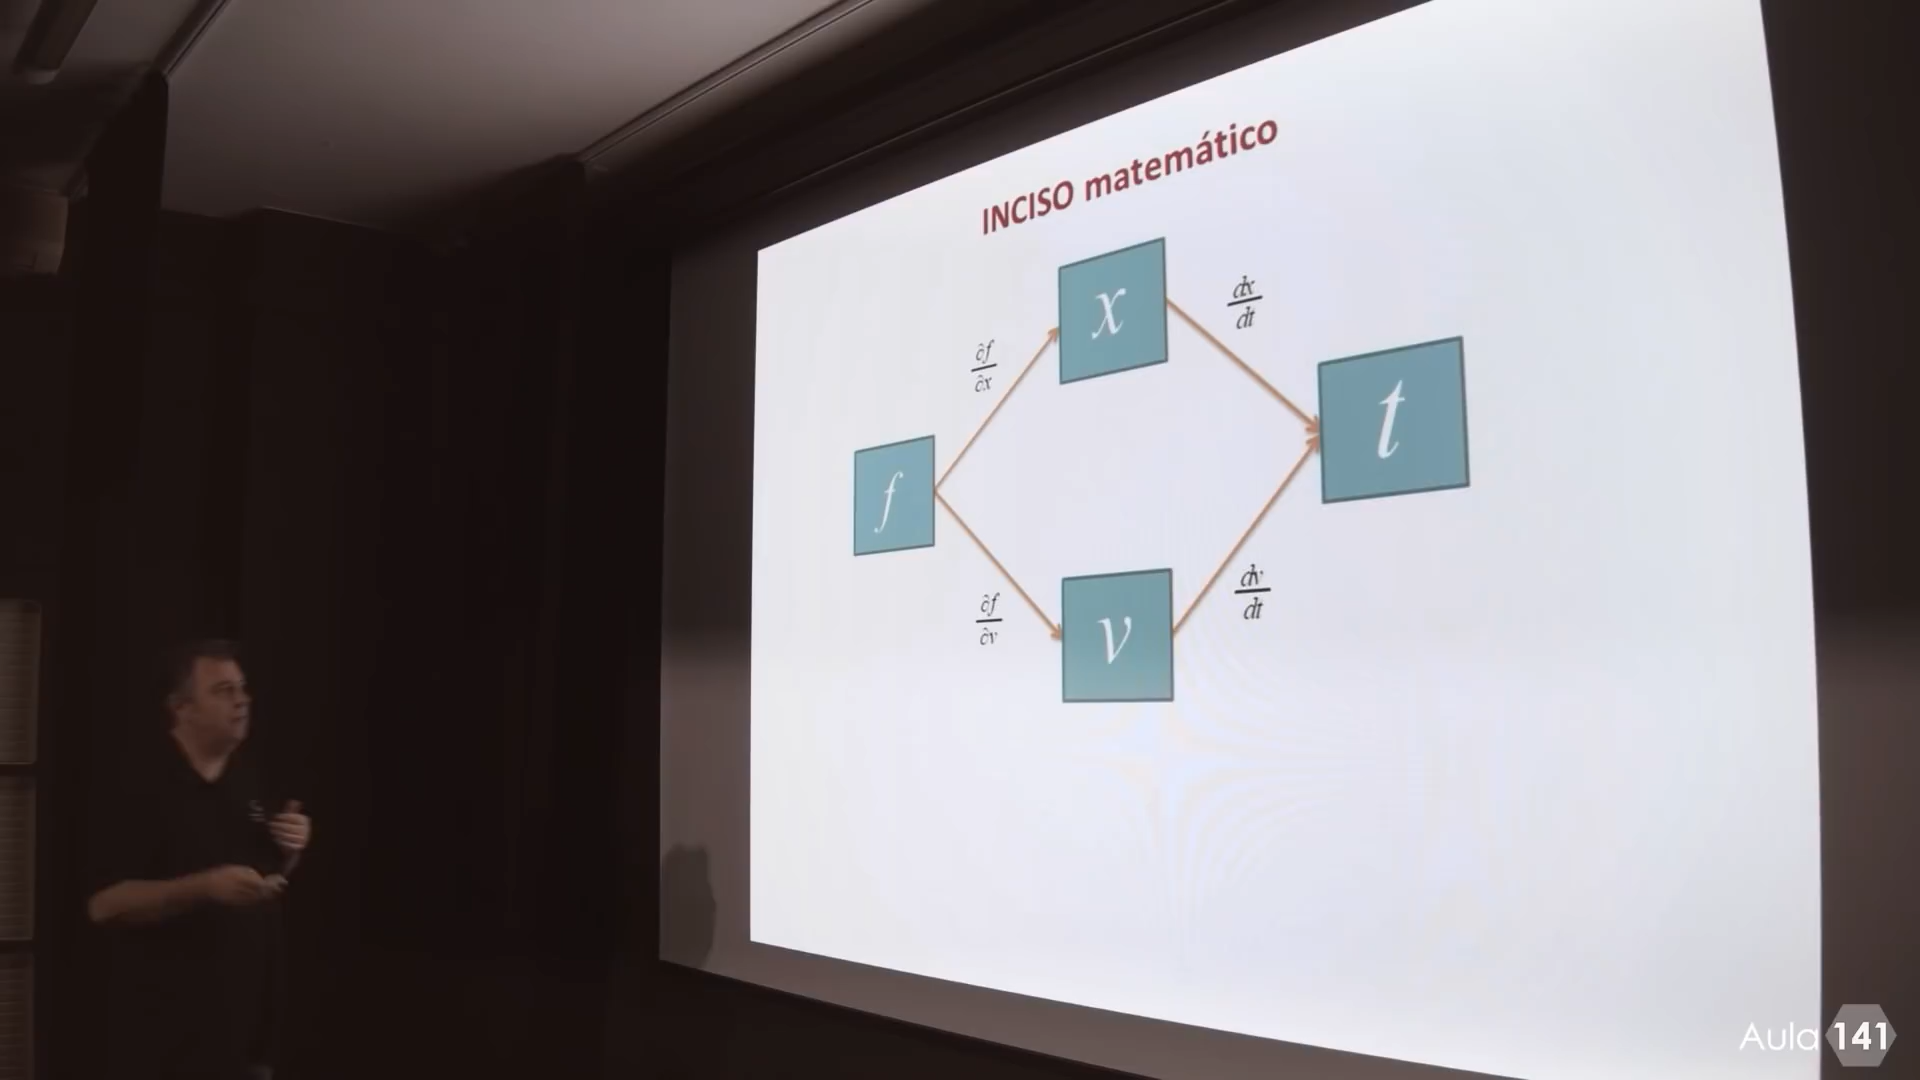 INCISO matemático
x
dx
dt
∂f
∂x
t
f
∂f
∂v
v
dv
dt
Aula 141